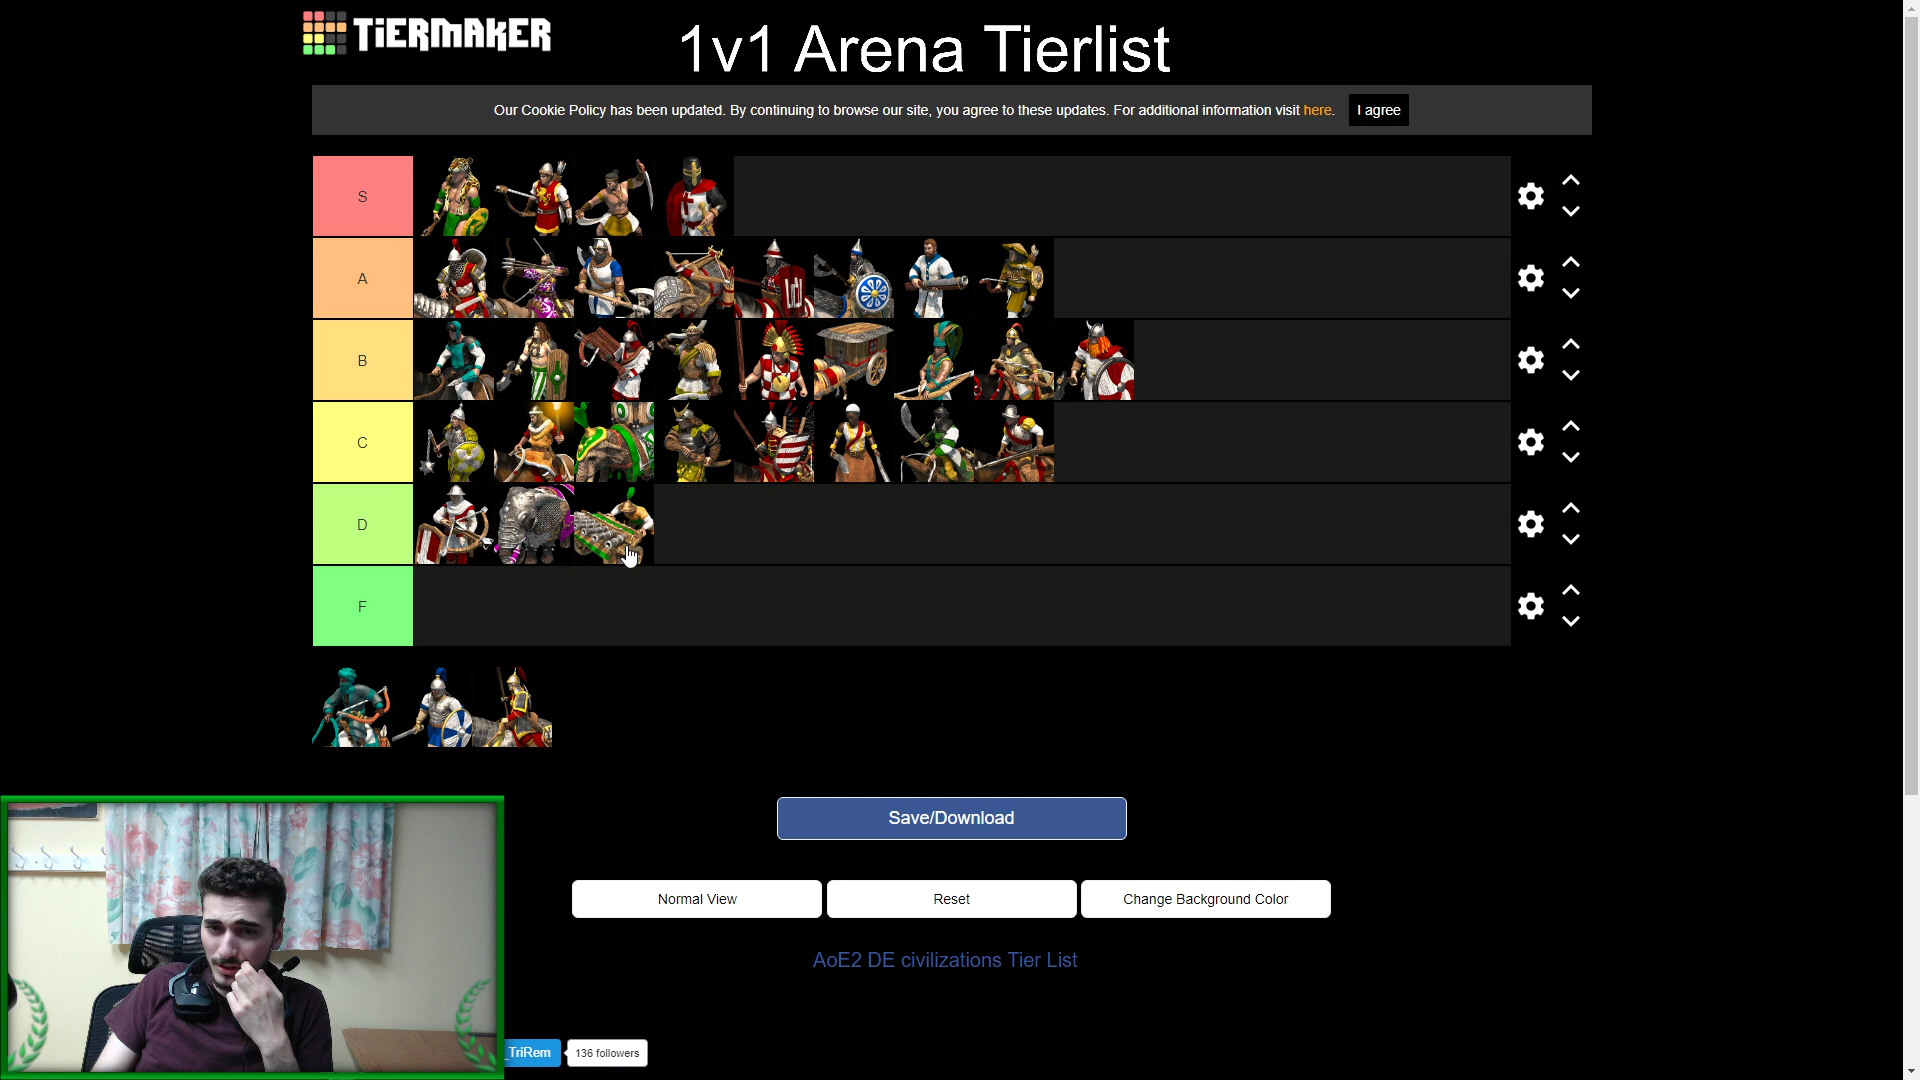 TiERMAKER
1v1 Arena Tierlist
Our Cookie Policy has been updated. By continuing to browse our site, you agree to these updates. For additional information visit here.
I agree
S
A
B
C
D
F
Save/Download
Normal View
Reset
Change Background Color
AoE2 DE civilizations Tier List
_TriRem
136 followers